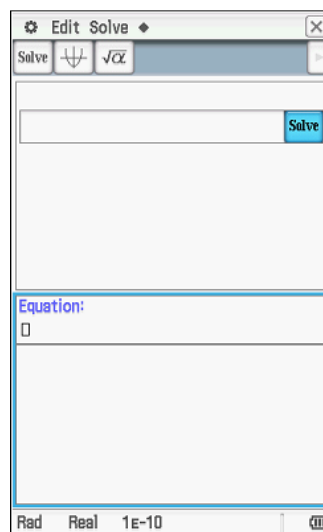 Edit Solve
Solve √α
Solve
Equation:
Rad Real 1E-10